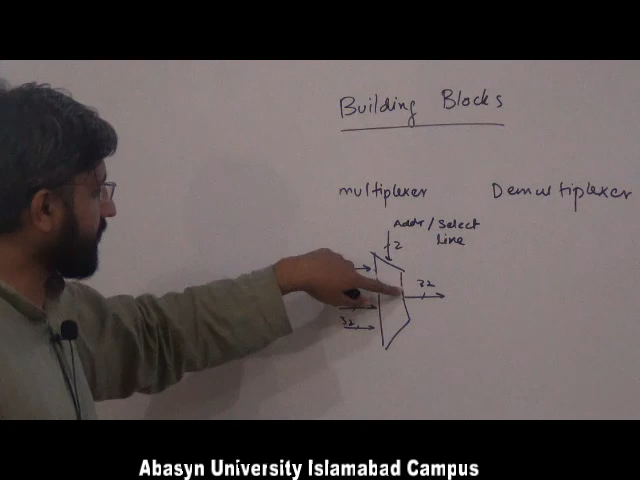 Building Blocks
multiplexer Demultiplexer
Addr/Select
Line
2
32
32
Abasyn University Islamabad Campus